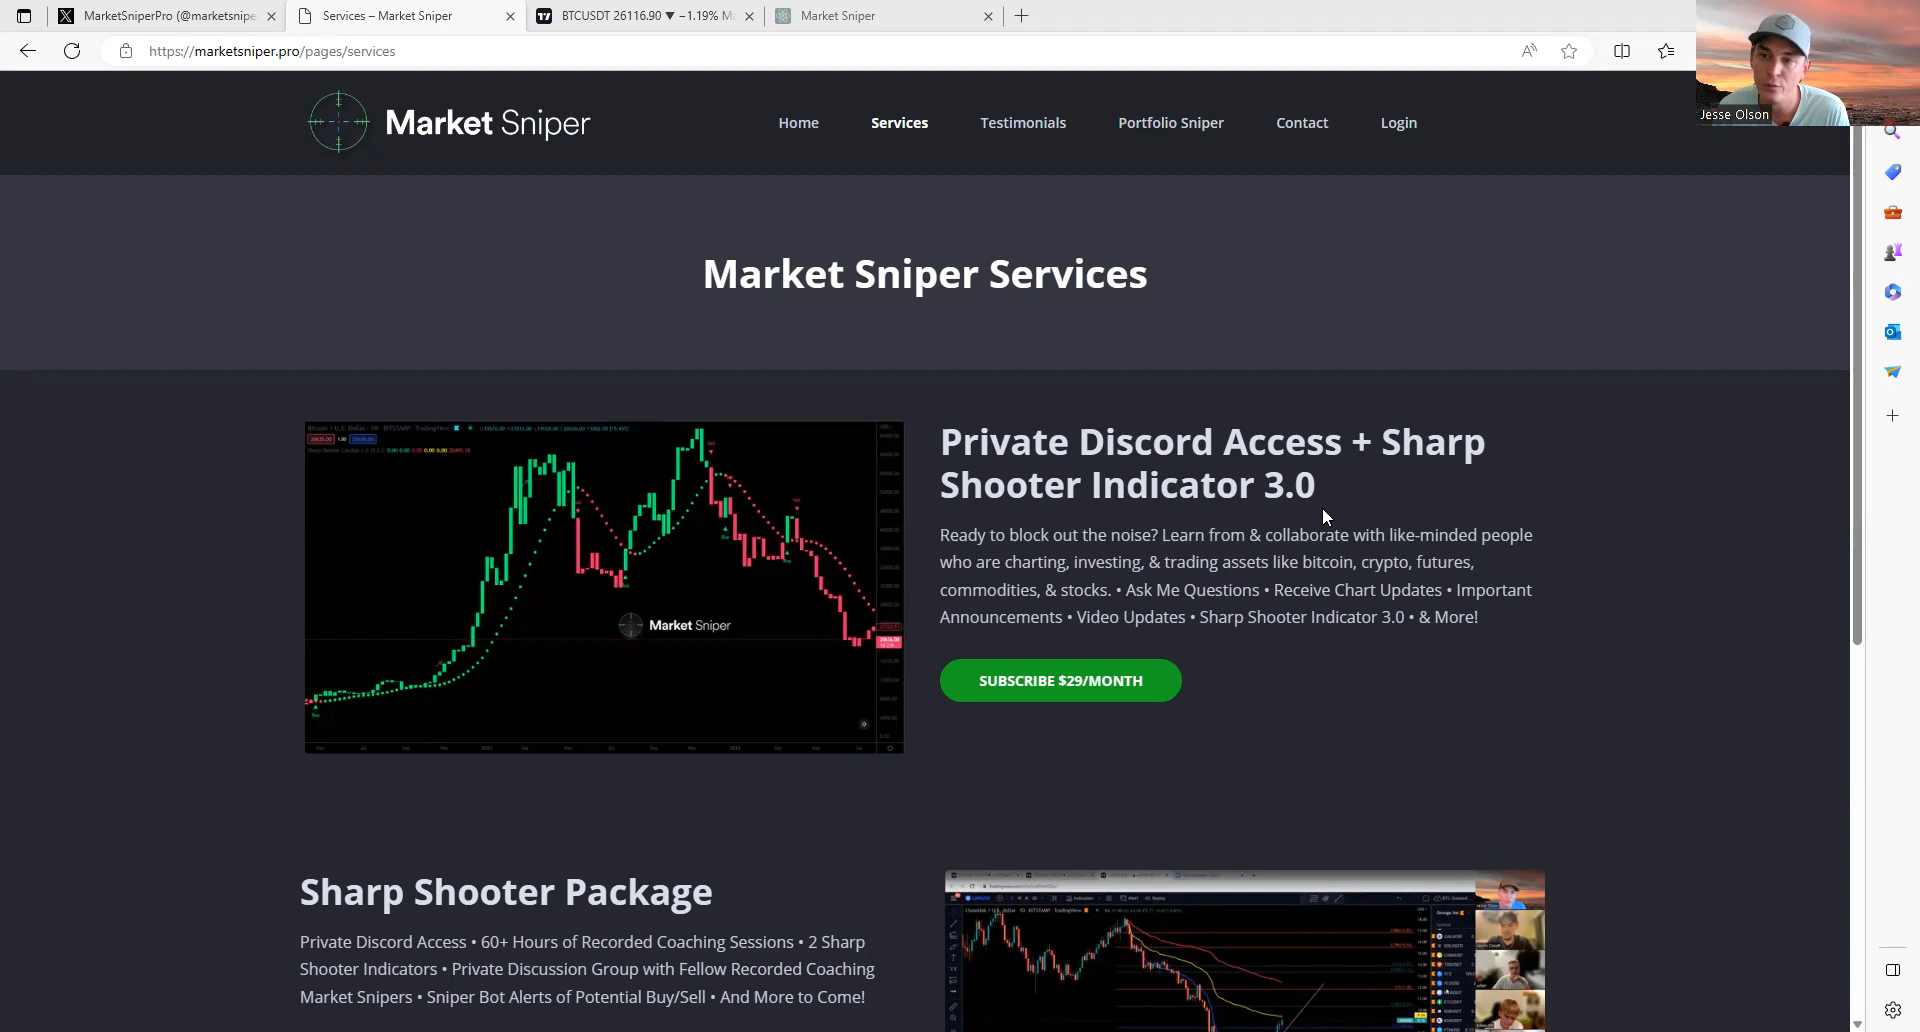 MarketSniperPro (@marketsnipe
Services – Market Sniper
BTCUSDT 26116.90 ▼ −1.19%
Market Sniper
https://marketsniper.pro/pages/services
Jesse Olson
Market Sniper
Home
Services
Testimonials
Portfolio Sniper
Contact
Login
Market Sniper Services
Market Sniper
Private Discord Access + Sharp
Shooter Indicator 3.0
Ready to block out the noise? Learn from & collaborate with like-minded people
who are charting, investing, & trading assets like bitcoin, crypto, futures,
commodities, & stocks. • Ask Me Questions • Receive Chart Updates • Important
Announcements • Video Updates • Sharp Shooter Indicator 3.0 • & More!
SUBSCRIBE $29/MONTH
Sharp Shooter Package
Private Discord Access • 60+ Hours of Recorded Coaching Sessions • 2 Sharp
Shooter Indicators • Private Discussion Group with Fellow Recorded Coaching
Market Snipers • Sniper Bot Alerts of Potential Buy/Sell • And More to Come!